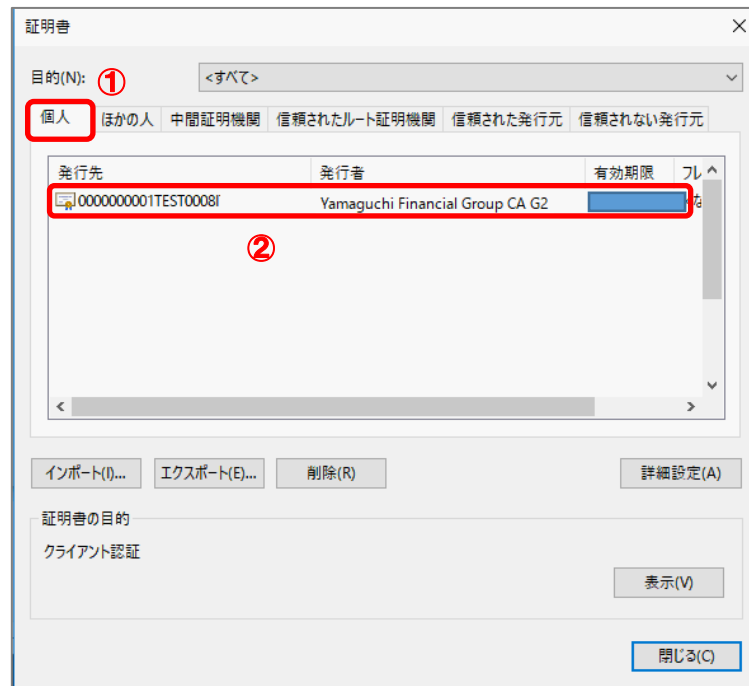 証明書
目的(N): ① <すべて>
個人 ほかの人 中間証明機関 信頼されたルート証明機関 信頼された発行元 信頼されない発行元
発行先 発行者 有効期限 フレ
0000000001TEST0008 Yamaguchi Financial Group CA G2 <な
②
インポート(I)... エクスポート(E)... 削除(R) 詳細設定(A)
証明書の目的
クライアント認証
表示(V)
閉じる(C)